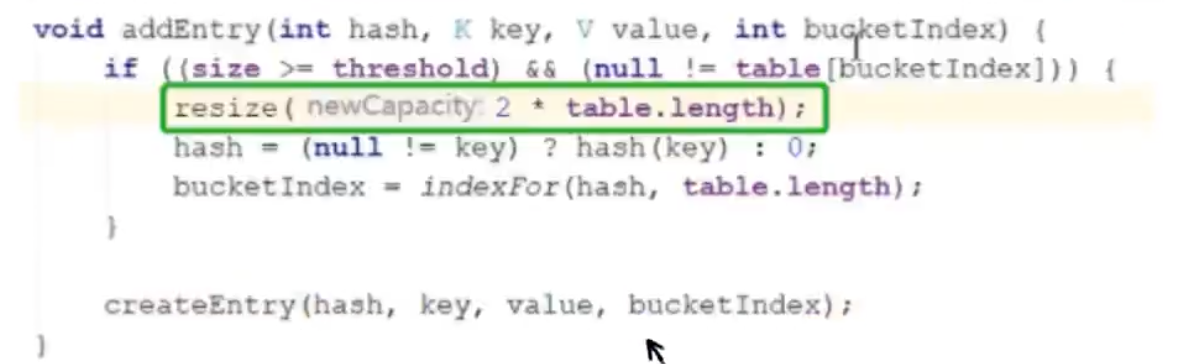 void addEntry(int hash, K key, V value, int bucketIndex) {
if ((size >= threshold) && (null != table[bucketIndex])) {
resize( newCapacity: 2 * table.length);
hash = (null != key) ? hash(key) : 0;
bucketIndex = indexFor(hash, table.length);
}
createEntry(hash, key, value, bucketIndex);
}